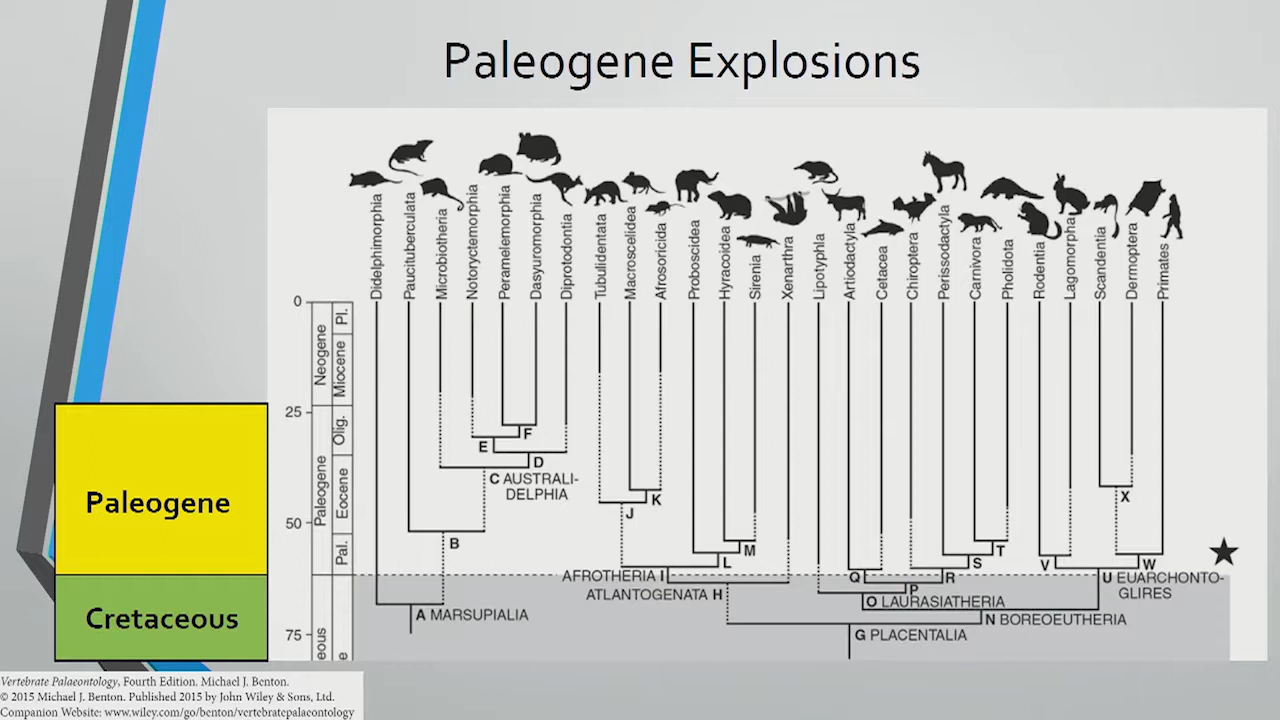 Paleogene Explosions
Didelphimorphia
Paucituberculata
Microbiotheria
Notoryctemorphia
Peramelemorphia
Dasyuromorphia
Diprotodontia
Tubulidentata
Macroscelidea
Afrosoricida
Proboscidea
Hyracoidea
Sirenia
Xenarthra
Lipotyphla
Artiodactyla
Cetacea
Chiroptera
Perissodactyla
Carnivora
Pholidota
Rodentia
Lagomorpha
Scandentia
Dermoptera
Primates
0
Neogene
Pl.
Miocene
25
Paleogene
Olig.
Eocene
Pal.
50
75
eous
e
F
E
D
C AUSTRALI-
DELPHIA
K
J
X
B
M
T
L
S
V
W
AFROTHERIA I
Q
R
U EUARCHONTO-
GLIRES
ATLANTOGENATA H
P
O LAURASIATHERIA
A MARSUPIALIA
N BOREOEUTHERIA
G PLACENTALIA
Paleogene
Cretaceous
Vertebrate Palaeontology, Fourth Edition. Michael J. Benton.
© 2015 Michael J. Benton. Published 2015 by John Wiley & Sons, Ltd.
Companion Website: www.wiley.com/go/benton/vertebratepalaeontology